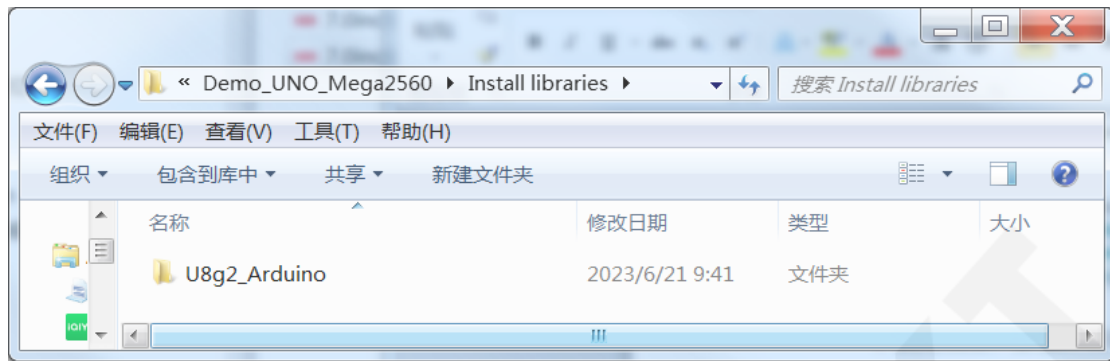 « Demo_UNO_Mega2560 Install libraries 搜索 Install libraries
文件(F) 编辑(E) 查看(V) 工具(T) 帮助(H)
组织 包含到库中 共享 新建文件夹
名称 修改日期 类型 大小
U8g2_Arduino 2023/6/21 9:41 文件夹